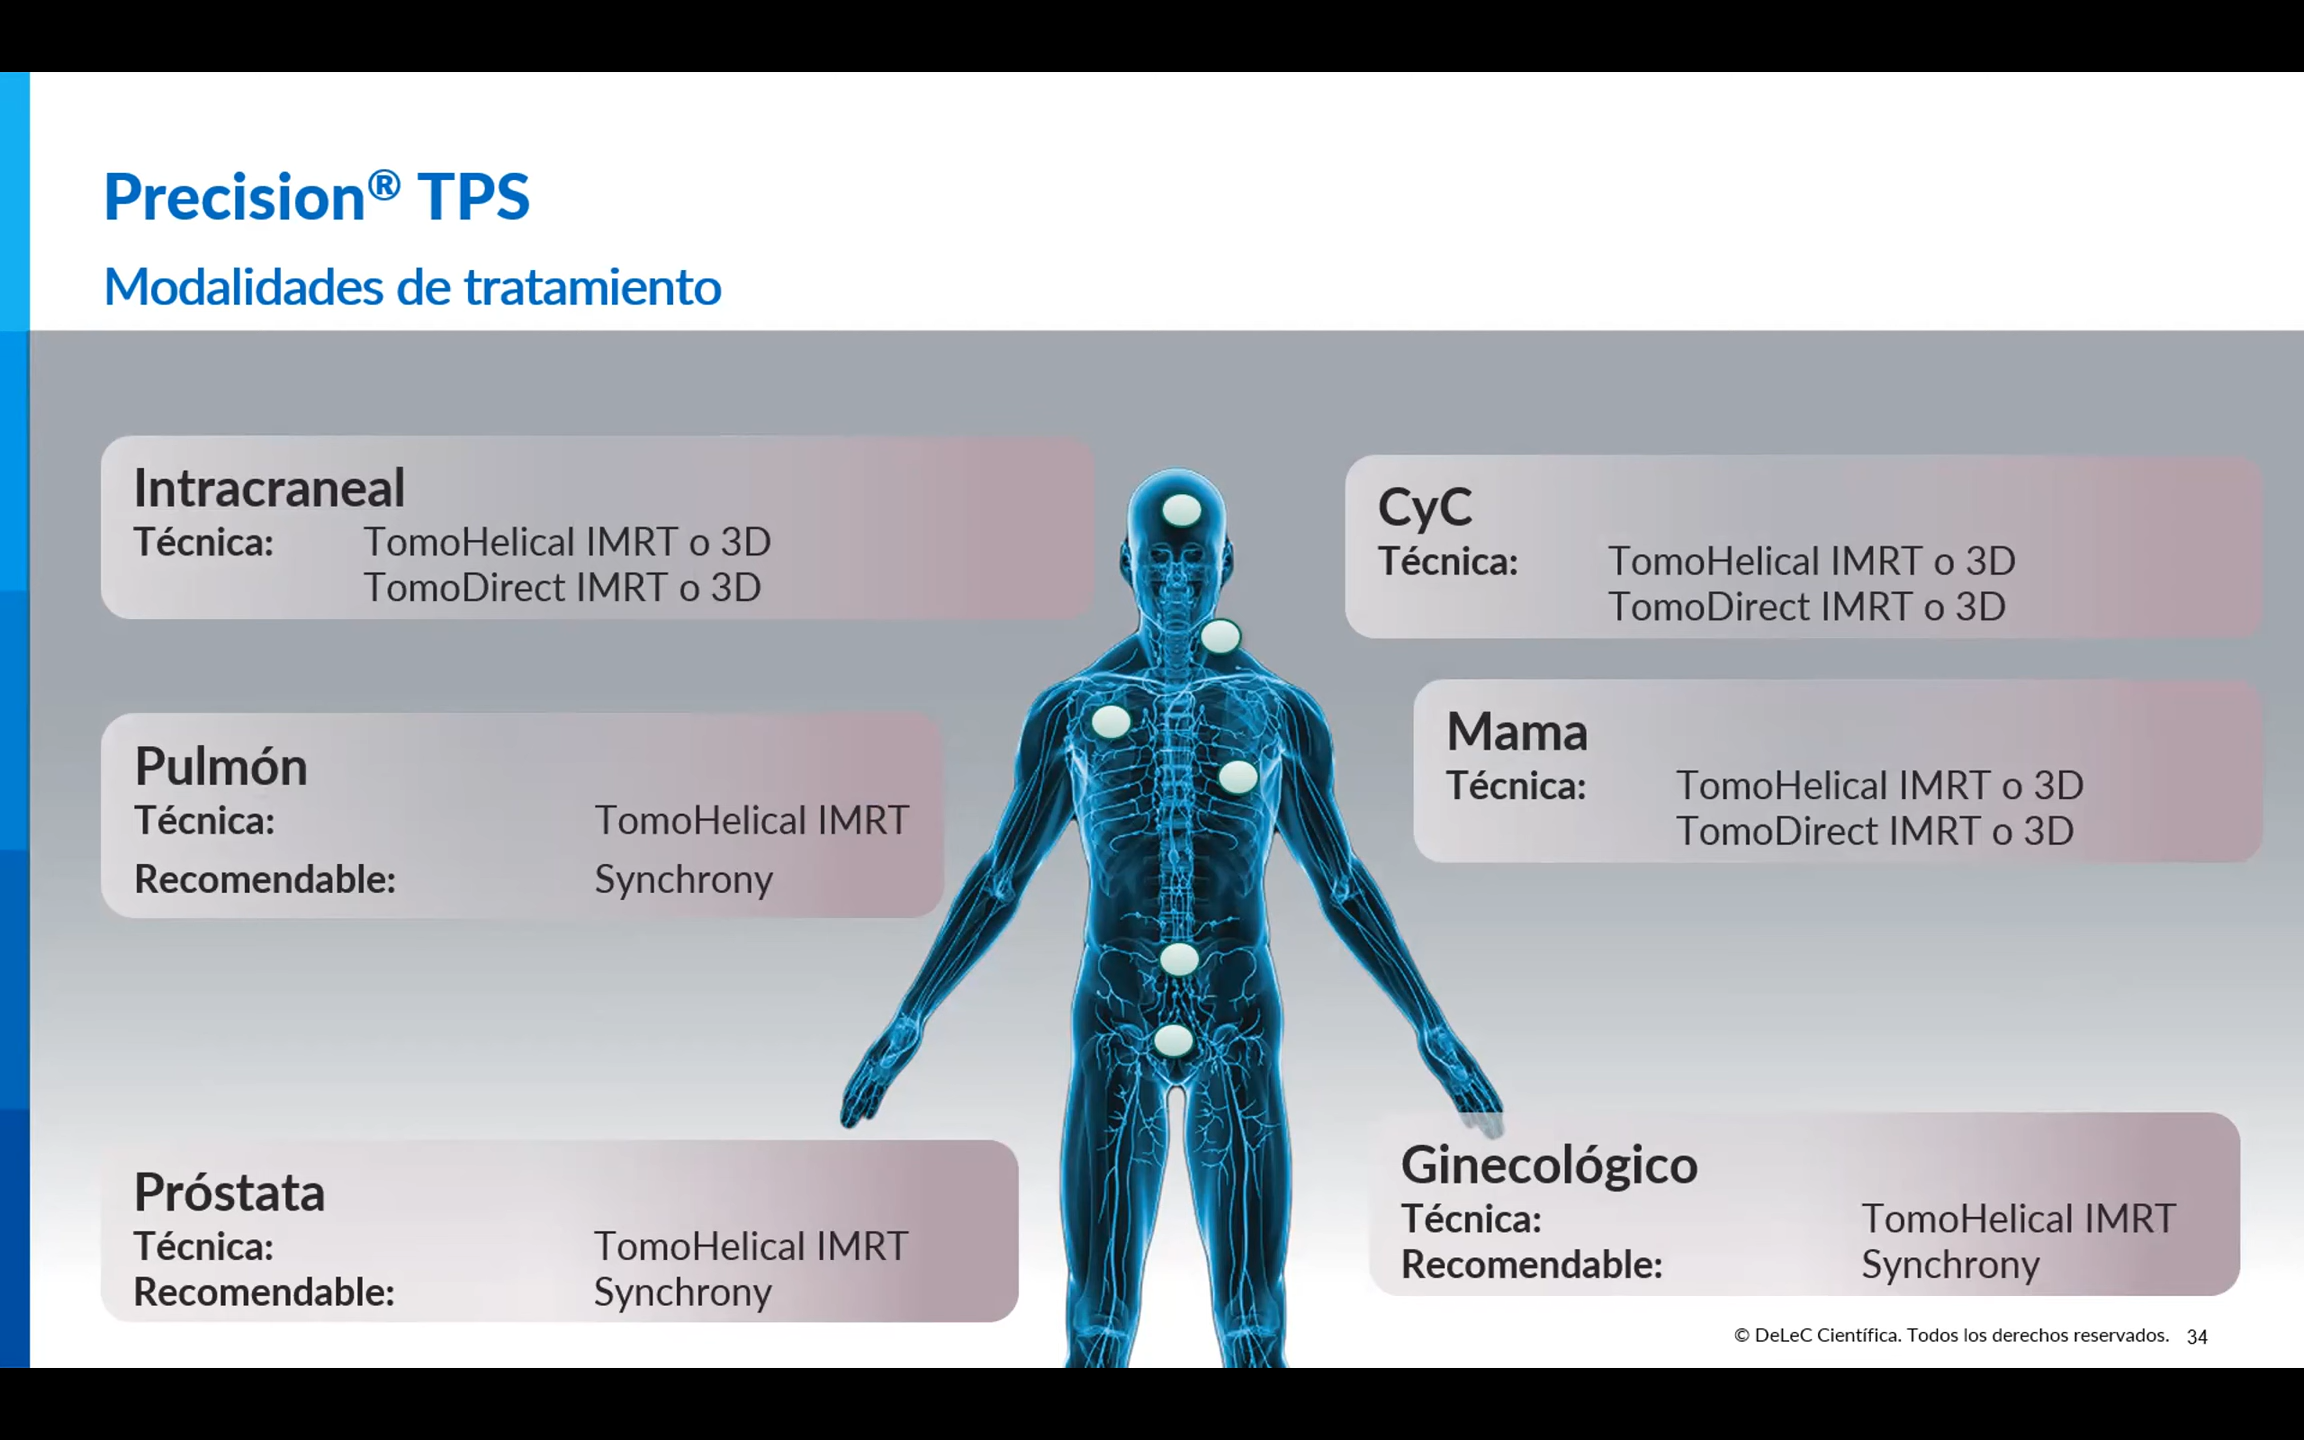 Precision® TPS
Modalidades de tratamiento
Intracraneal
Técnica: TomoHelical IMRT o 3D
TomoDirect IMRT o 3D
CyC
Técnica: TomoHelical IMRT o 3D
TomoDirect IMRT o 3D
Pulmón
Técnica: TomoHelical IMRT
Recomendable: Synchrony
Mama
Técnica: TomoHelical IMRT o 3D
TomoDirect IMRT o 3D
Próstata
Técnica: TomoHelical IMRT
Recomendable: Synchrony
Ginecológico
Técnica: TomoHelical IMRT
Recomendable: Synchrony
© DeLeC Científica. Todos los derechos reservados. 34